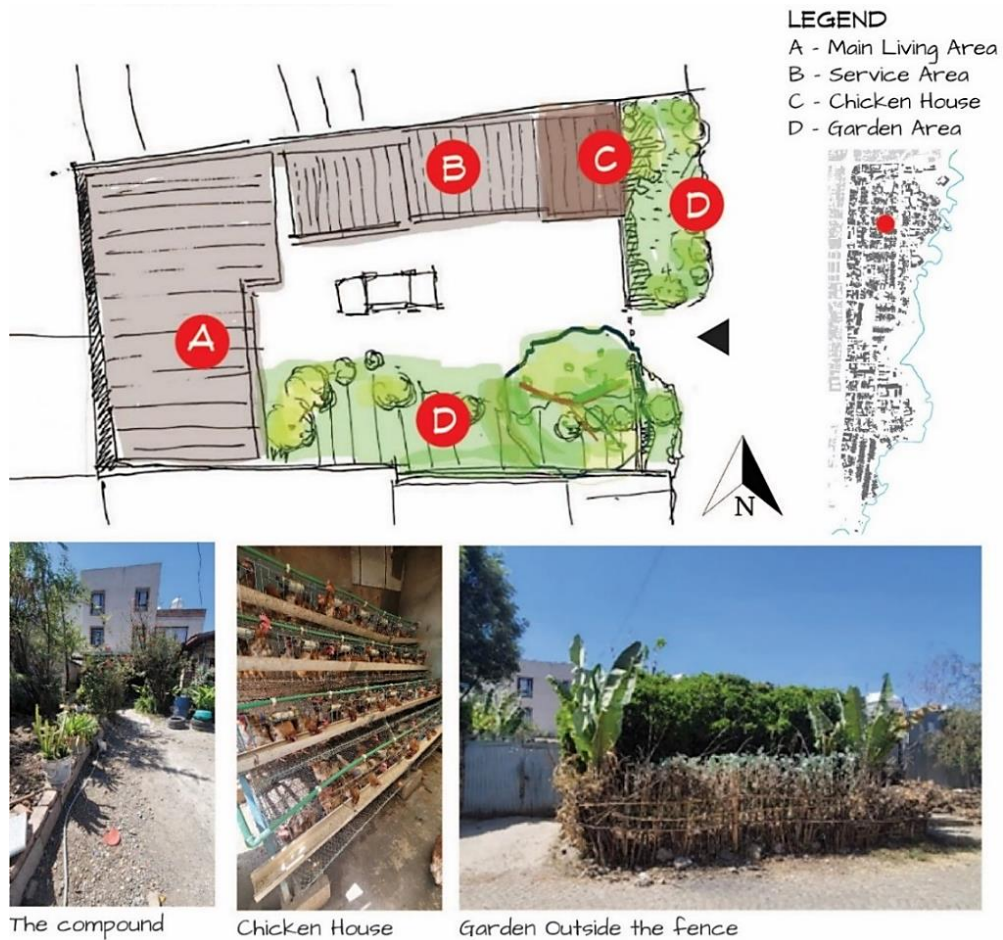 LEGEND
A - Main Living Area
B - Service Area
C - Chicken House
D - Garden Area
B
C
D
A
D
N
The compound
Chicken House
Garden Outside the fence